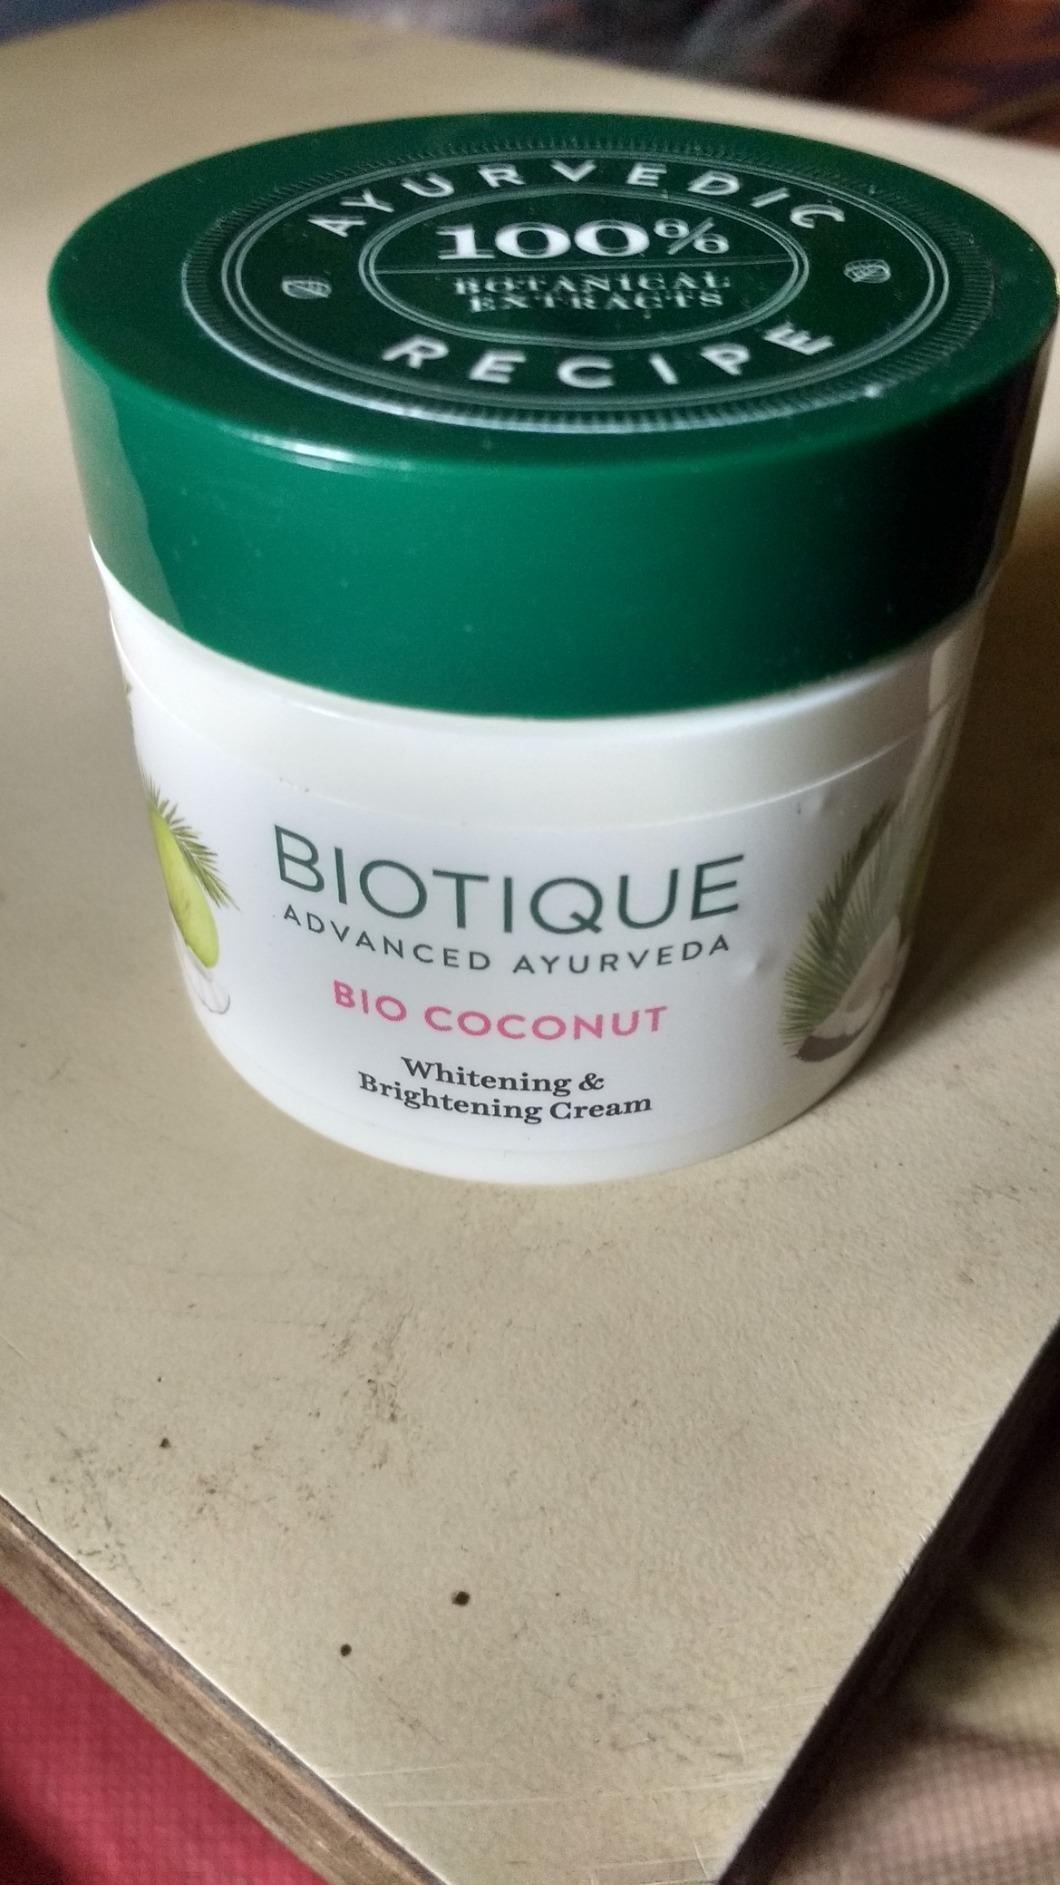 AYURVEDIC
100%
BOTANICAL
EXTRACTS
RECIPE
BIOTIQUE
ADVANCED AYURVEDA
BIO COCONUT
Whitening &
Brightening Cream